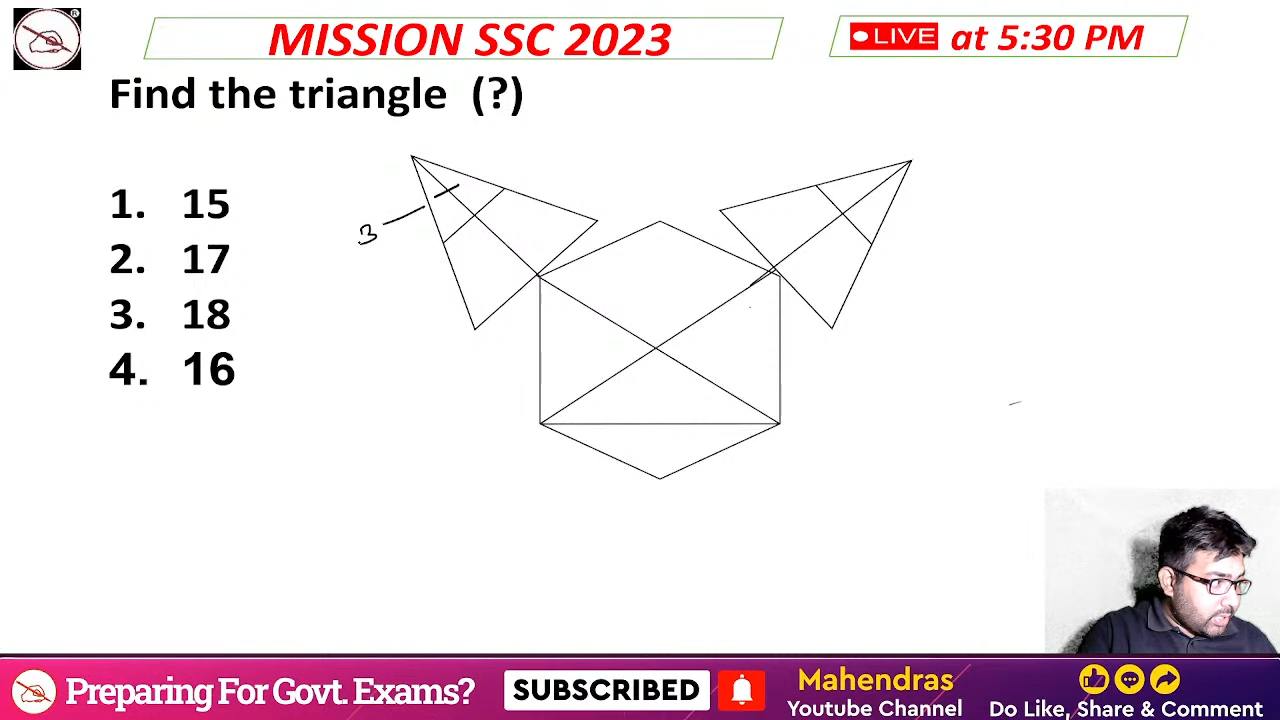 MISSION SSC 2023
LIVE at 5:30 PM
Find the triangle (?)
1. 15
2. 17
3. 18
4. 16
3
Preparing For Govt. Exams?
SUBSCRIBED
Mahendras
Youtube Channel
Do Like, Share & Comment
®